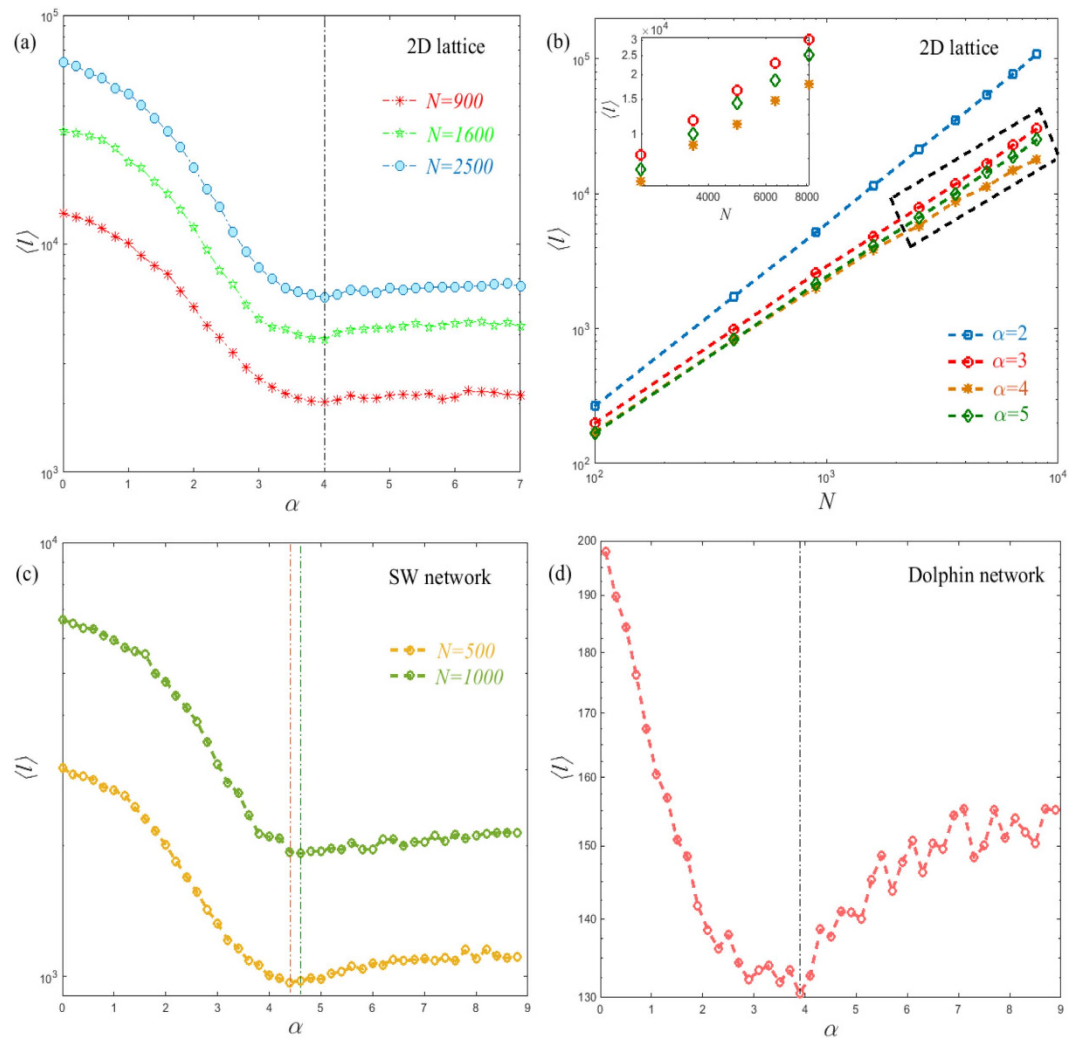 (a)
2D lattice
N=900
N=1600
N=2500
10^5
10^4
10^3
⟨l⟩
0 1 2 3 4 5 6 7
α
(b)
2D lattice
×10^4
3
2.5
2
1.5
1
⟨l⟩
4000 6000 8000
N
α=2
α=3
α=4
α=5
10^5
10^4
10^3
10^2
⟨l⟩
10^2 10^3 10^4
N
(c)
SW network
N=500
N=1000
10^4
10^3
⟨l⟩
0 1 2 3 4 5 6 7 8 9
α
(d)
Dolphin network
200
190
180
170
160
150
140
130
⟨l⟩
0 1 2 3 4 5 6 7 8 9
α